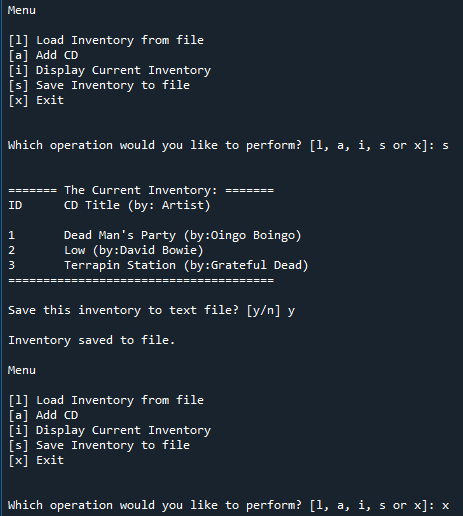 Menu
[l] Load Inventory from file
[a] Add CD
[i] Display Current Inventory
[s] Save Inventory to file
[x] Exit
Which operation would you like to perform? [l, a, i, s or x]: s
======= The Current Inventory: =======
ID      CD Title (by: Artist)
1       Dead Man's Party (by:Oingo Boingo)
2       Low (by:David Bowie)
3       Terrapin Station (by:Grateful Dead)
======================================
Save this inventory to text file? [y/n] y
Inventory saved to file.
Menu
[l] Load Inventory from file
[a] Add CD
[i] Display Current Inventory
[s] Save Inventory to file
[x] Exit
Which operation would you like to perform? [l, a, i, s or x]: x